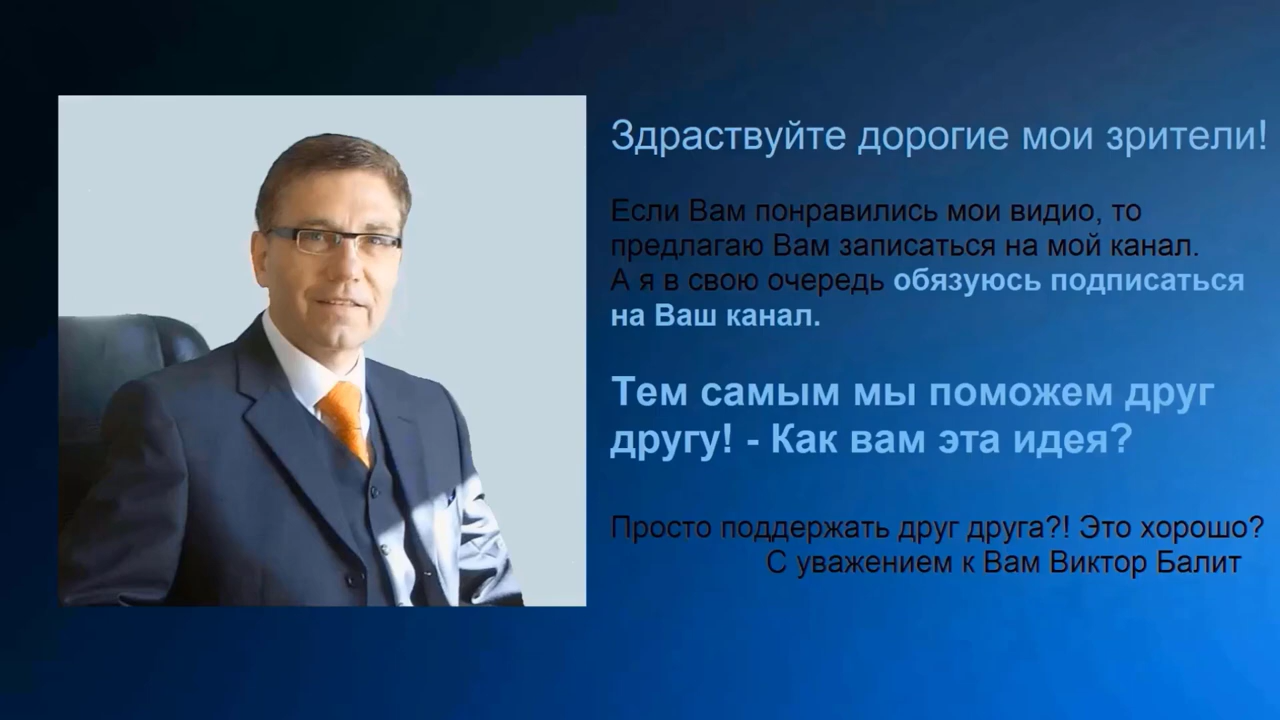 Здраствуйте дорогие мои зрители!
Если Вам понравились мои видио, то
предлагаю Вам записаться на мой канал.
А я в свою очередь обязуюсь подписаться
на Ваш канал.
Тем самым мы поможем друг
другу! - Как вам эта идея?
Просто поддержать друг друга?! Это хорошо?
С уважением к Вам Виктор Балит